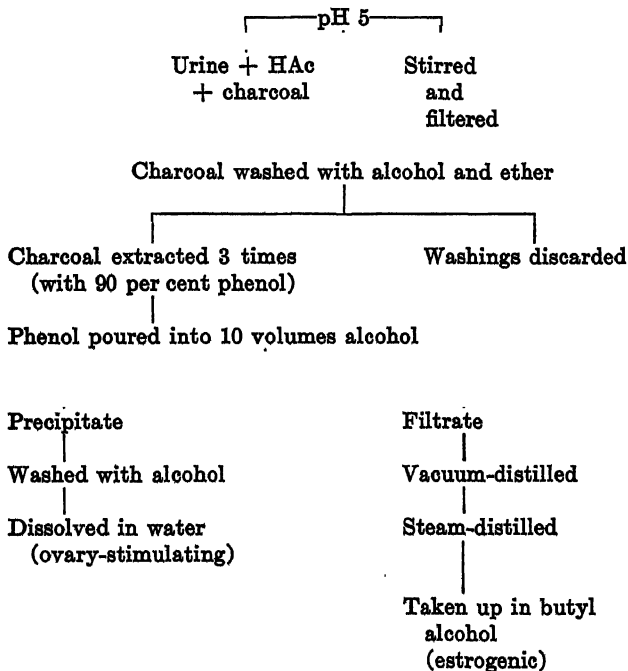 pH 5
Urine + HAc
+ charcoal
Stirred
and
filtered
Charcoal washed with alcohol and ether
Charcoal extracted 3 times
(with 90 per cent phenol)
Washings discarded
Phenol poured into 10 volumes alcohol
Precipitate
Washed with alcohol
Dissolved in water
(ovary-stimulating)
Filtrate
Vacuum-distilled
Steam-distilled
Taken up in butyl
alcohol
(estrogenic)